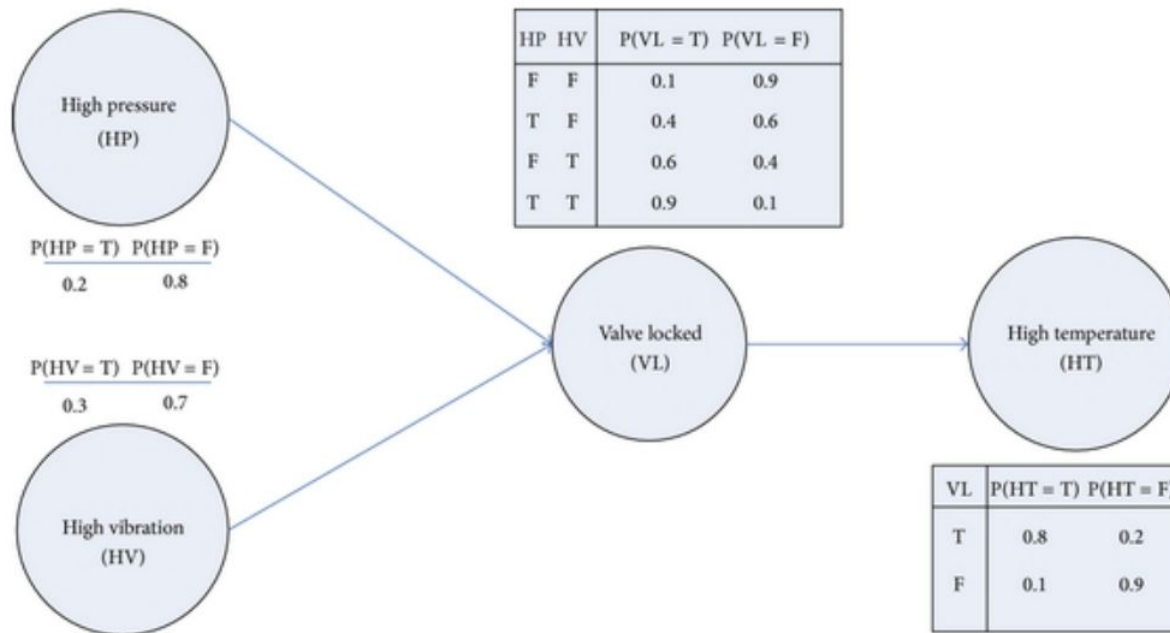 High pressure
(HP)
P(HP = T) P(HP = F)
0.2 0.8
P(HV = T) P(HV = F)
0.3 0.7
High vibration
(HV)
HP HV P(VL = T) P(VL = F)
F F 0.1 0.9
T F 0.4 0.6
F T 0.6 0.4
T T 0.9 0.1
Valve locked
(VL)
High temperature
(HT)
VL P(HT = T) P(HT = F)
T 0.8 0.2
F 0.1 0.9